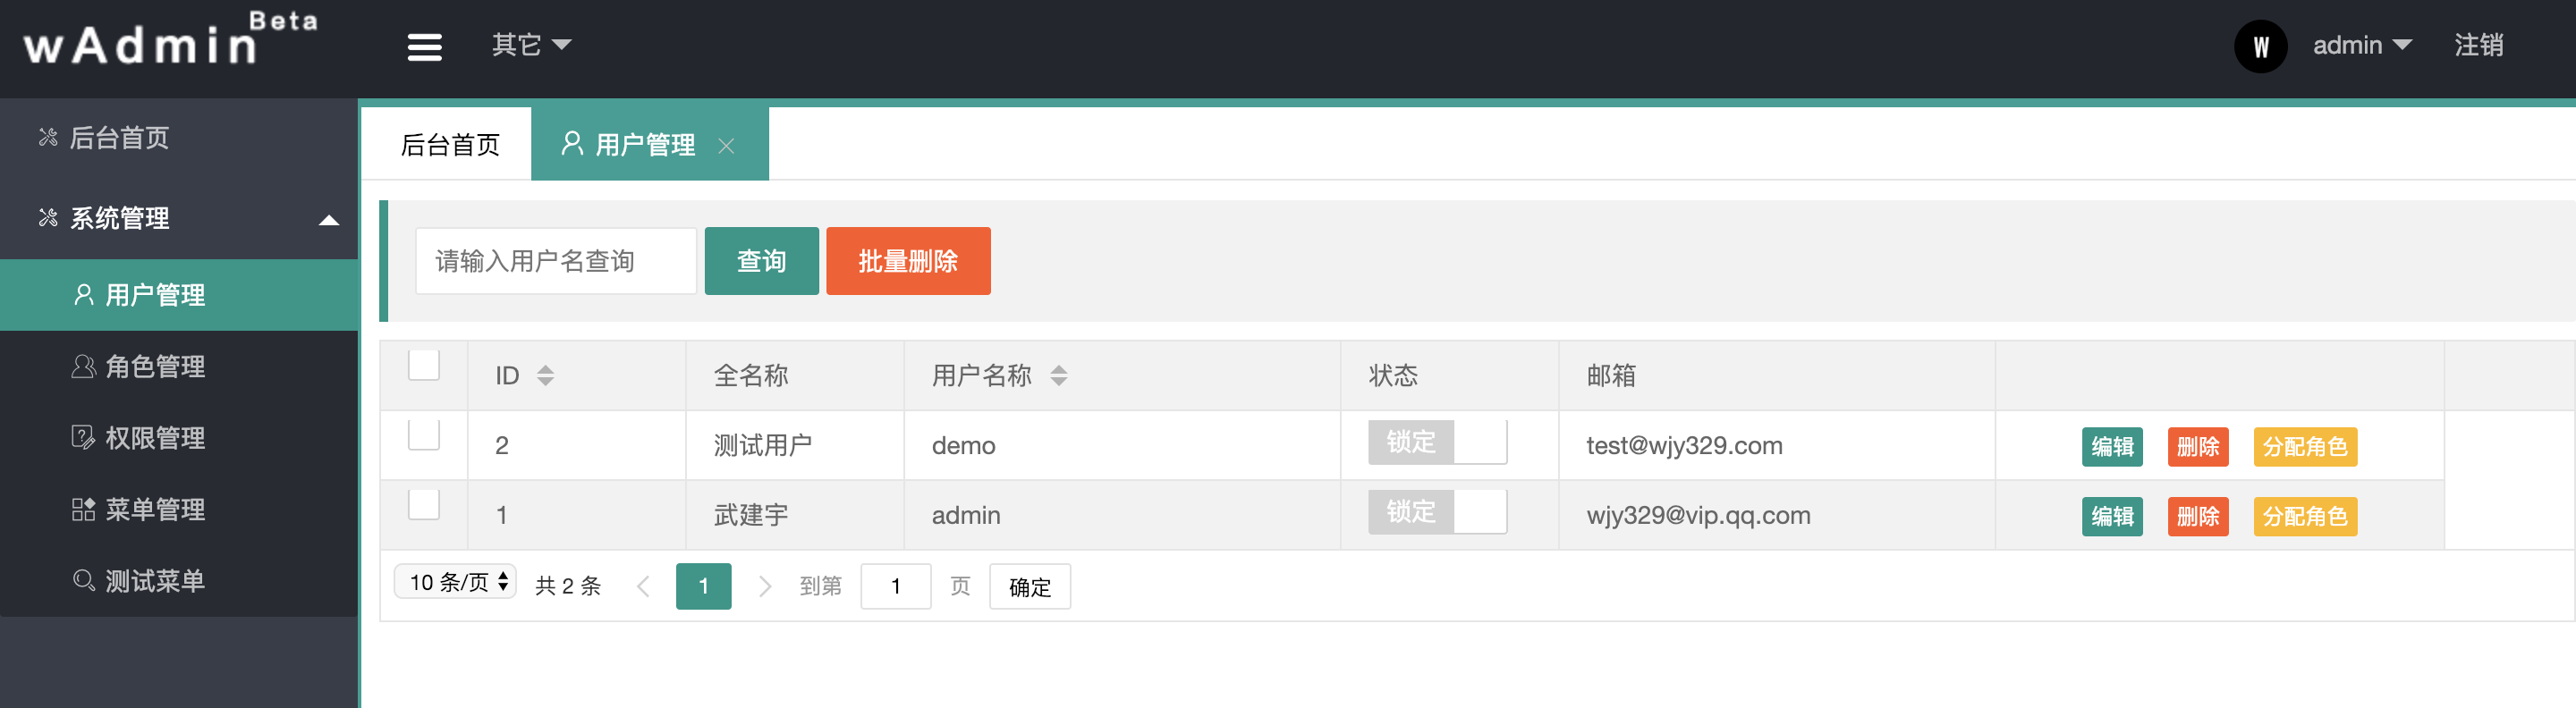 wAdmin Beta
其它
W admin 注销
后台首页
系统管理
用户管理
角色管理
权限管理
菜单管理
测试菜单
后台首页 用户管理
请输入用户名查询 查询 批量删除
ID 全名称 用户名称 状态 邮箱
2 测试用户 demo 锁定 test@wjy329.com 编辑 删除 分配角色
1 武建宇 admin 锁定 wjy329@vip.qq.com 编辑 删除 分配角色
10 条/页 共 2 条 1 到第 1 页 确定